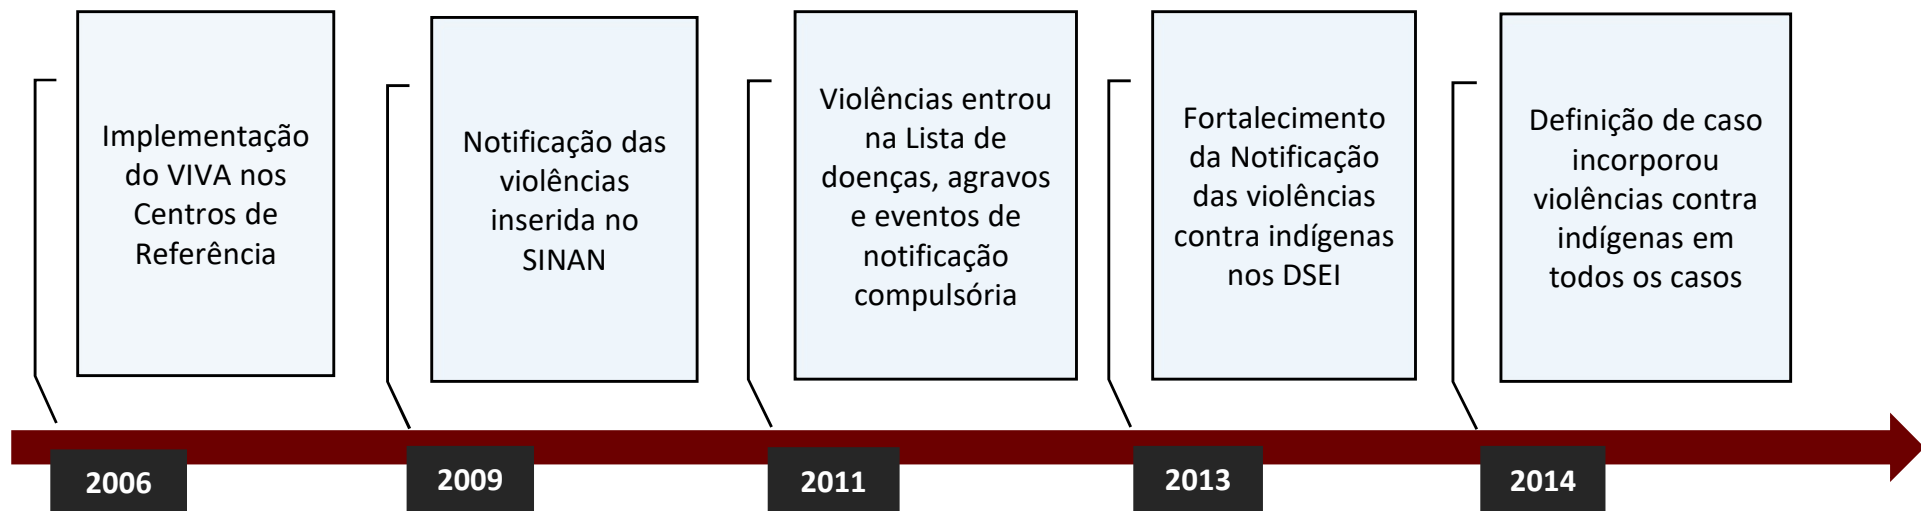 Implementação
do VIVA nos
Centros de
Referência
Notificação das
violências
inserida no
SINAN
Violências entrou
na Lista de
doenças, agravos
e eventos de
notificação
compulsória
Fortalecimento
da Notificação
das violências
contra indígenas
nos DSEI
Definição de caso
incorporou
violências contra
indígenas em
todos os casos
2006
2009
2011
2013
2014